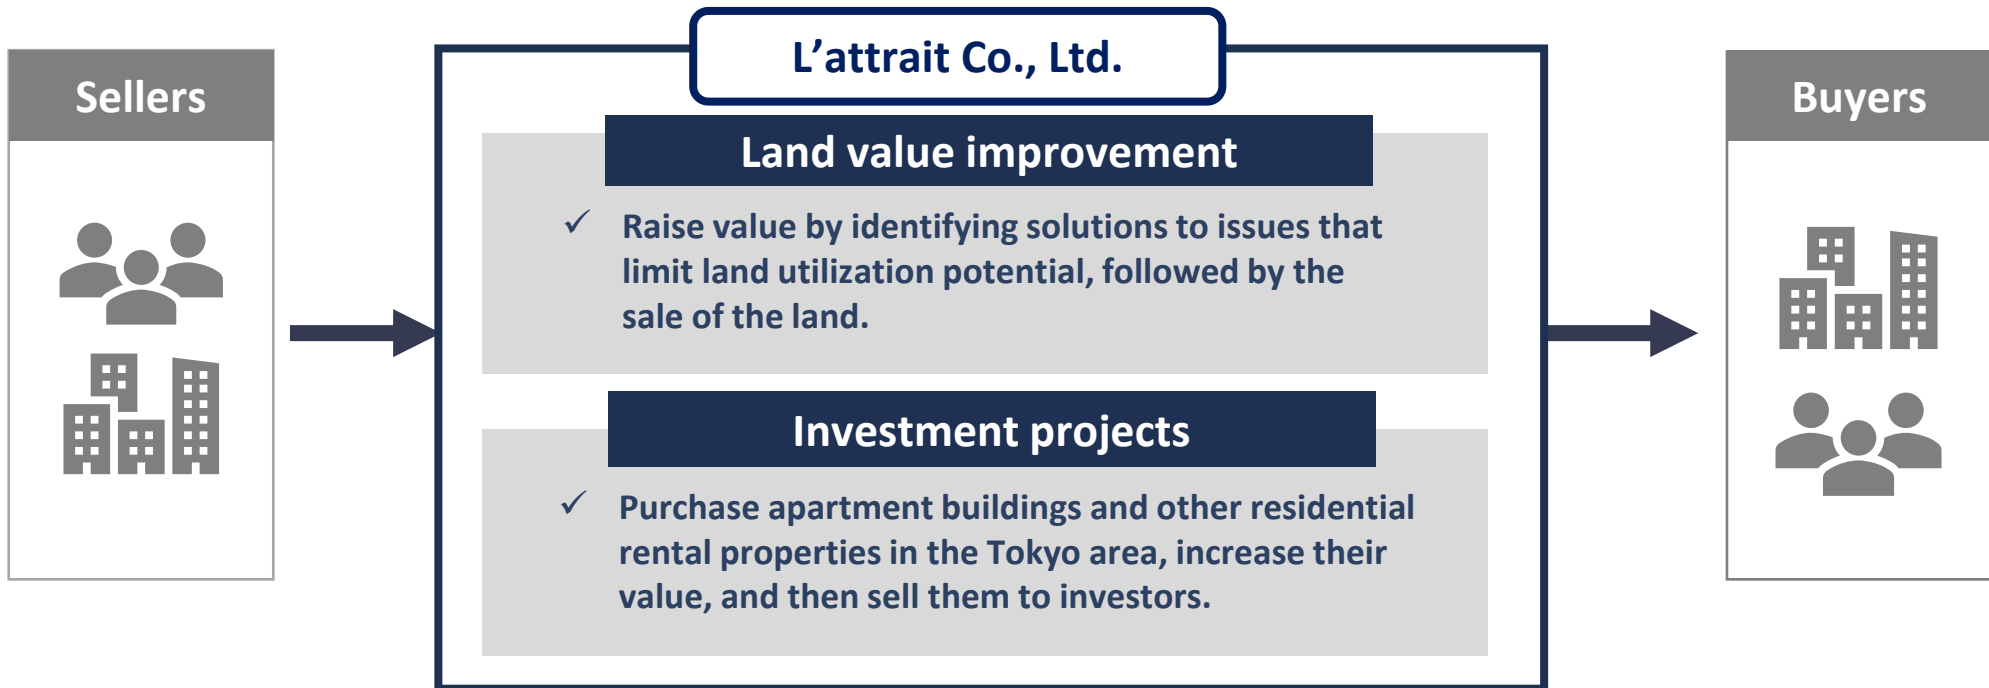 L’attrait Co., Ltd.
Sellers
Land value improvement
✓ Raise value by identifying solutions to issues that
limit land utilization potential, followed by the
sale of the land.
Investment projects
✓ Purchase apartment buildings and other residential
rental properties in the Tokyo area, increase their
value, and then sell them to investors.
Buyers